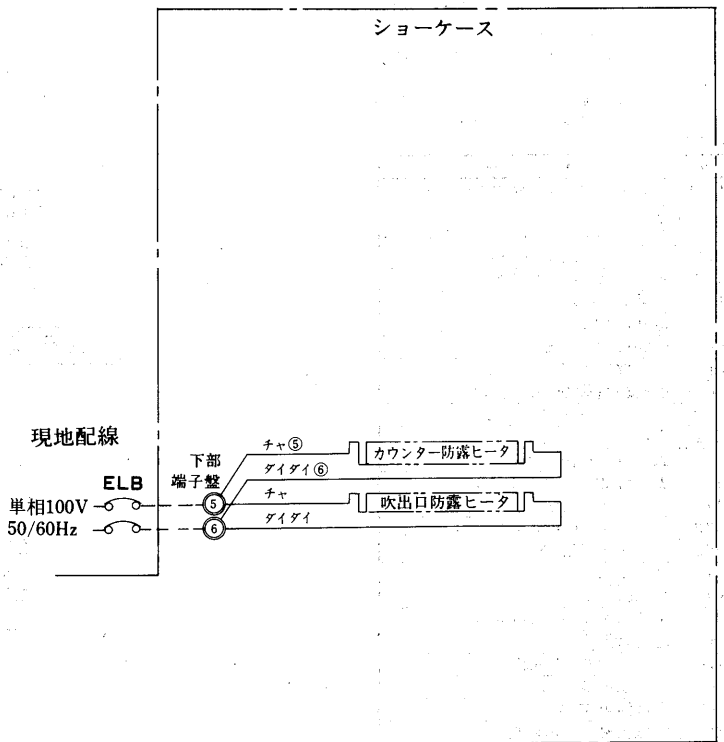 ショーケース
現地配線
下部
端子盤
ELB
単相100V
50/60Hz
⑤
⑥
チャ⑤
カウンター防露ヒータ
ダイダイ⑥
チャ
吹出口防露ヒータ
ダイダイ